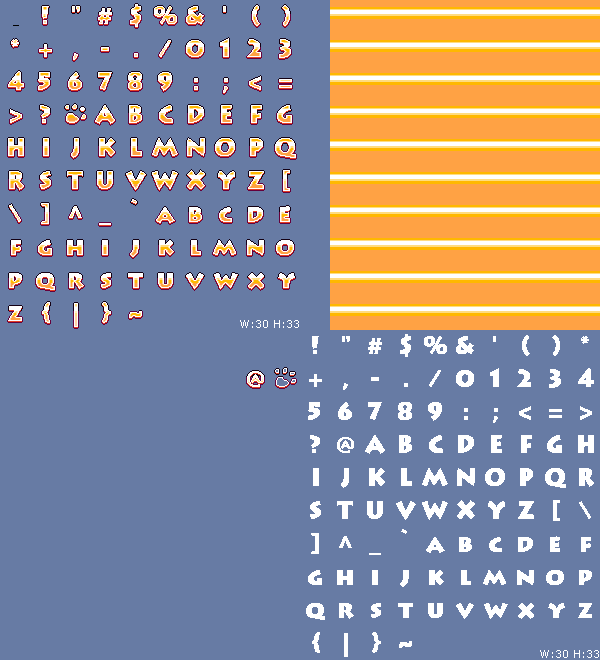 _ ! " # $ % & ' ( )
* + , - . / 0 1 2 3
4 5 6 7 8 9 : ; < =
> ? A B C D E F G
H I J K L M N O P Q
R S T U V W X Y Z [
\ ] ^ _ ` A B C D E
F G H I J K L M N O
P Q R S T U V W X Y
Z { | } ~
W:30 H:33
! " # $ % & ' ( ) *
@
+ , - . / 0 1 2 3 4
5 6 7 8 9 : ; < = >
? @ A B C D E F G H
I J K L M N O P Q R
S T U V W X Y Z [ \
] ^ _ ` A B C D E F
G H I J K L M N O P
Q R S T U V W X Y Z
{ | } ~
W:30 H:33